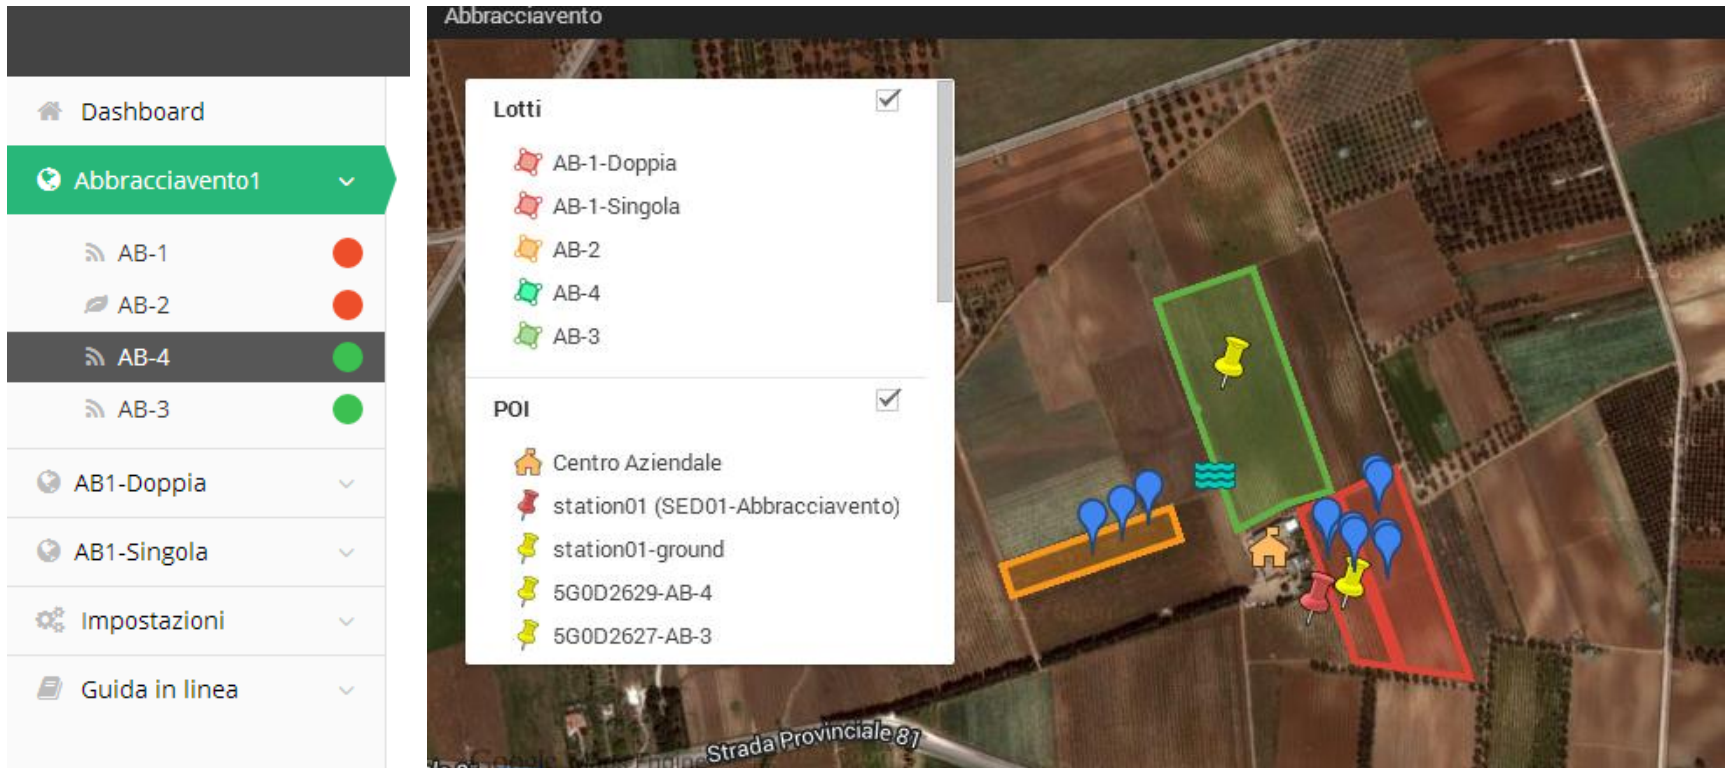 Dashboard
Abbracciavento1
AB-1
AB-2
AB-4
AB-3
AB1-Doppia
AB1-Singola
Impostazioni
Guida in linea
Abbracciavento
Lotti
AB-1-Doppia
AB-1-Singola
AB-2
AB-4
AB-3
POI
Centro Aziendale
station01 (SED01-Abbracciavento)
station01-ground
5G0D2629-AB-4
5G0D2627-AB-3
Strada Provinciale 81